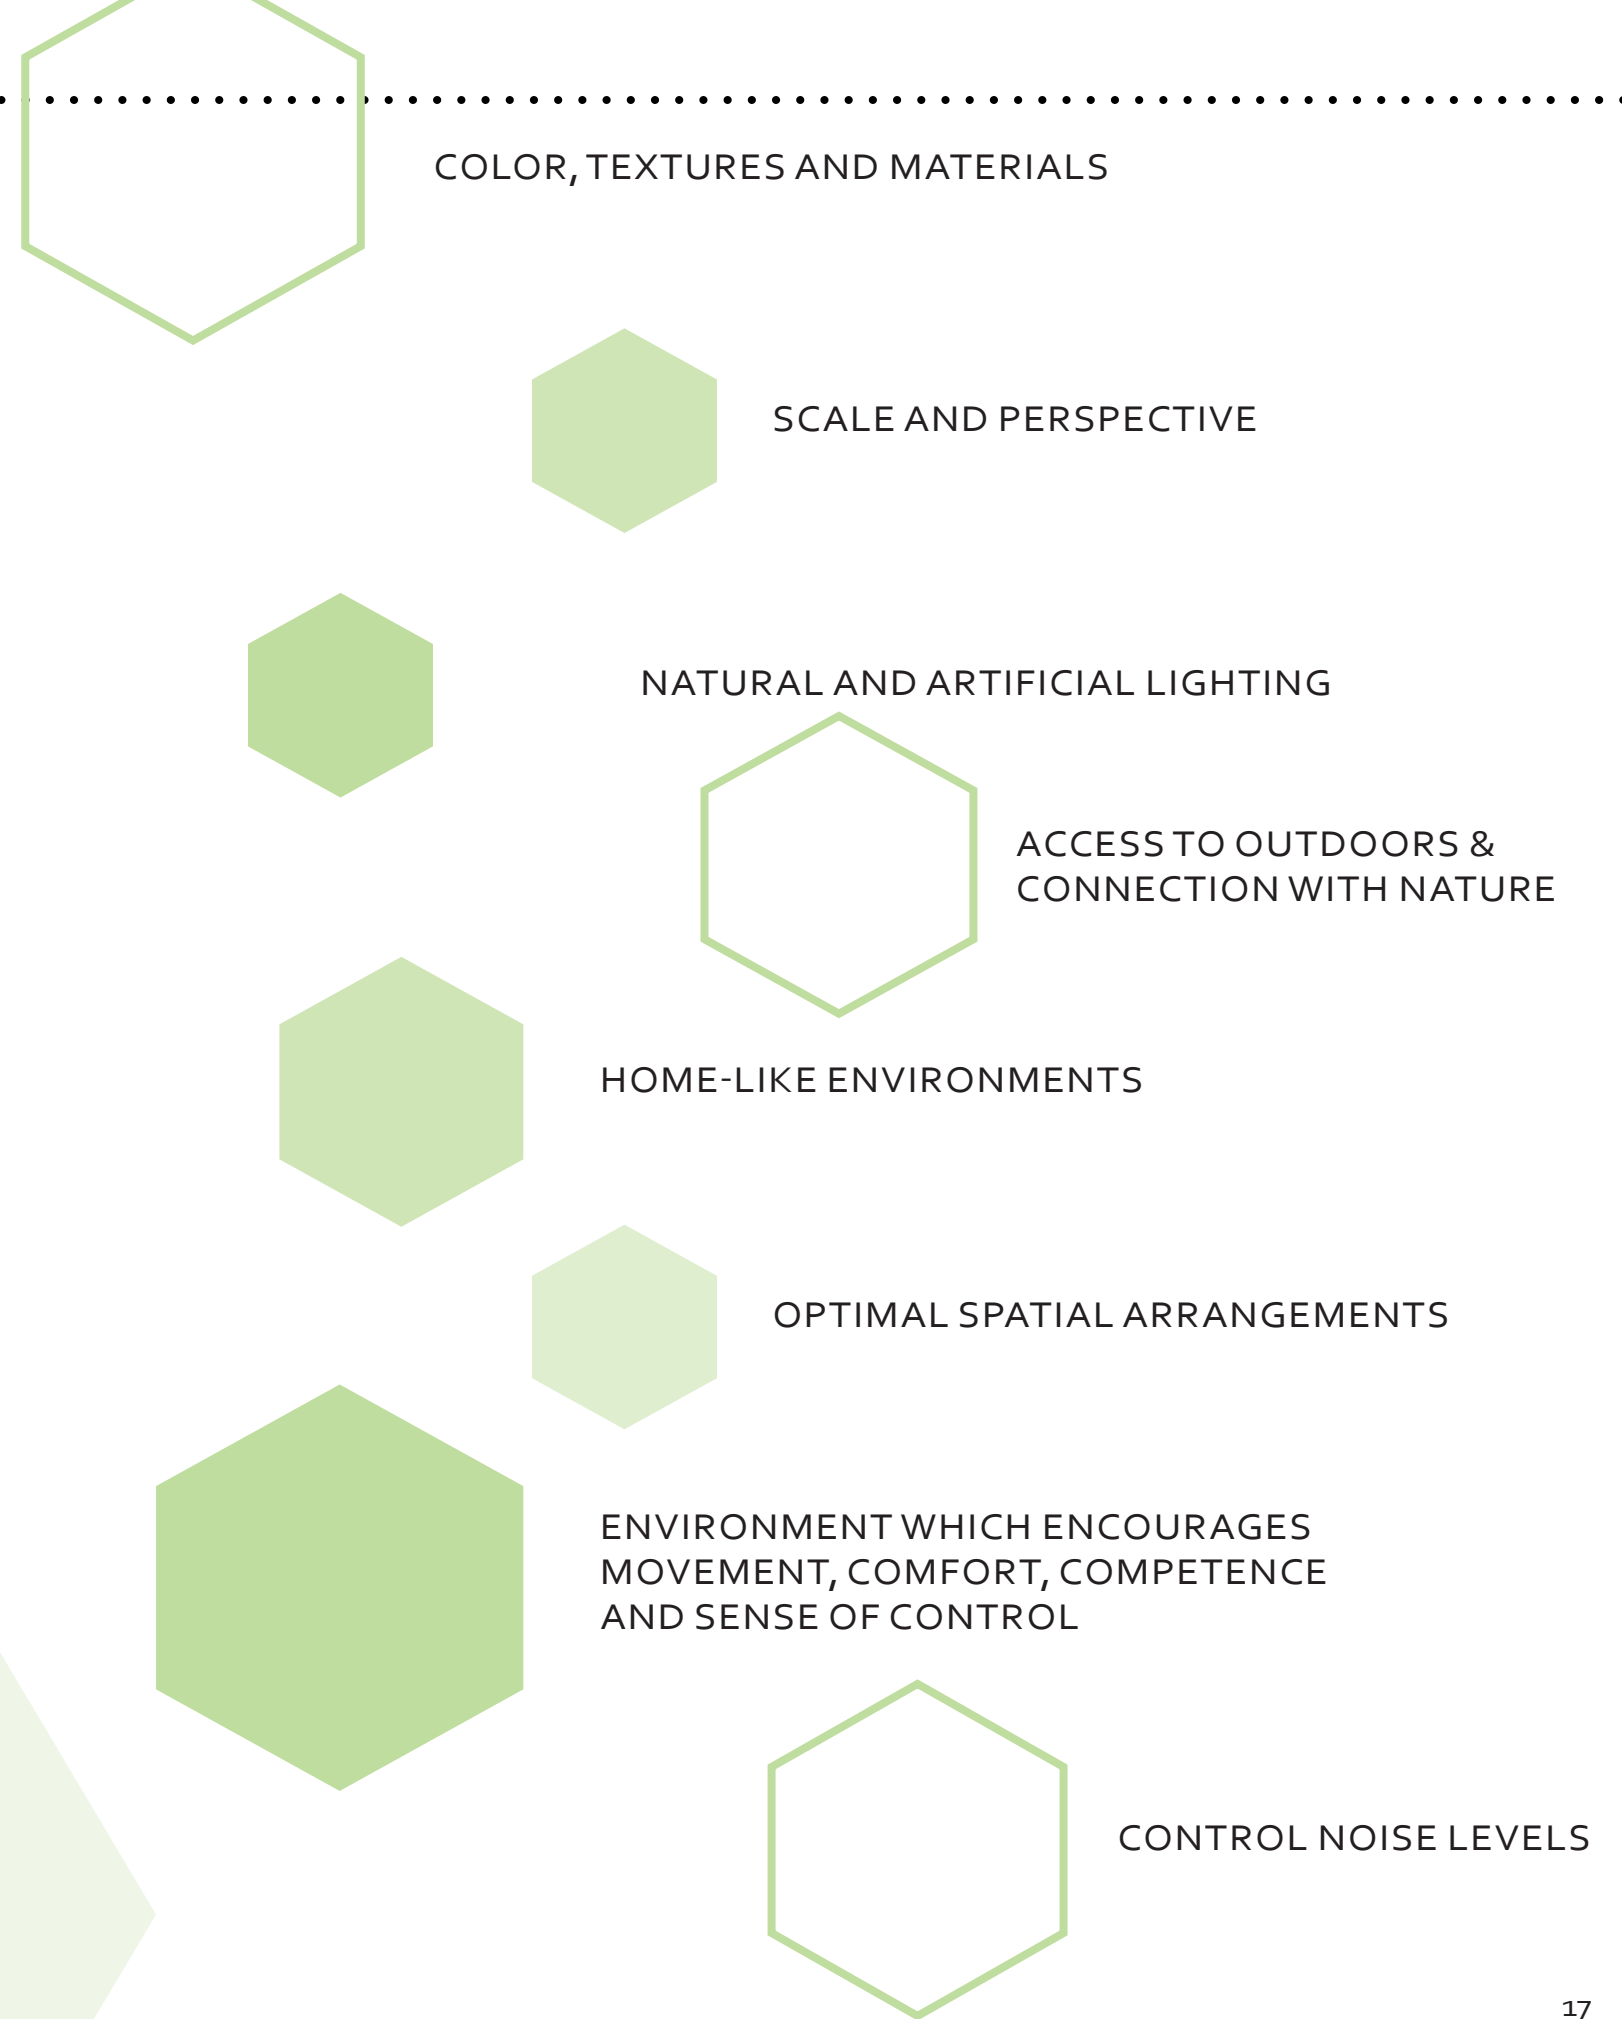 COLOR, TEXTURES AND MATERIALS
SCALE AND PERSPECTIVE
NATURAL AND ARTIFICIAL LIGHTING
ACCESS TO OUTDOORS &
CONNECTION WITH NATURE
HOME-LIKE ENVIRONMENTS
OPTIMAL SPATIAL ARRANGEMENTS
ENVIRONMENT WHICH ENCOURAGES
MOVEMENT, COMFORT, COMPETENCE
AND SENSE OF CONTROL
CONTROL NOISE LEVELS
17